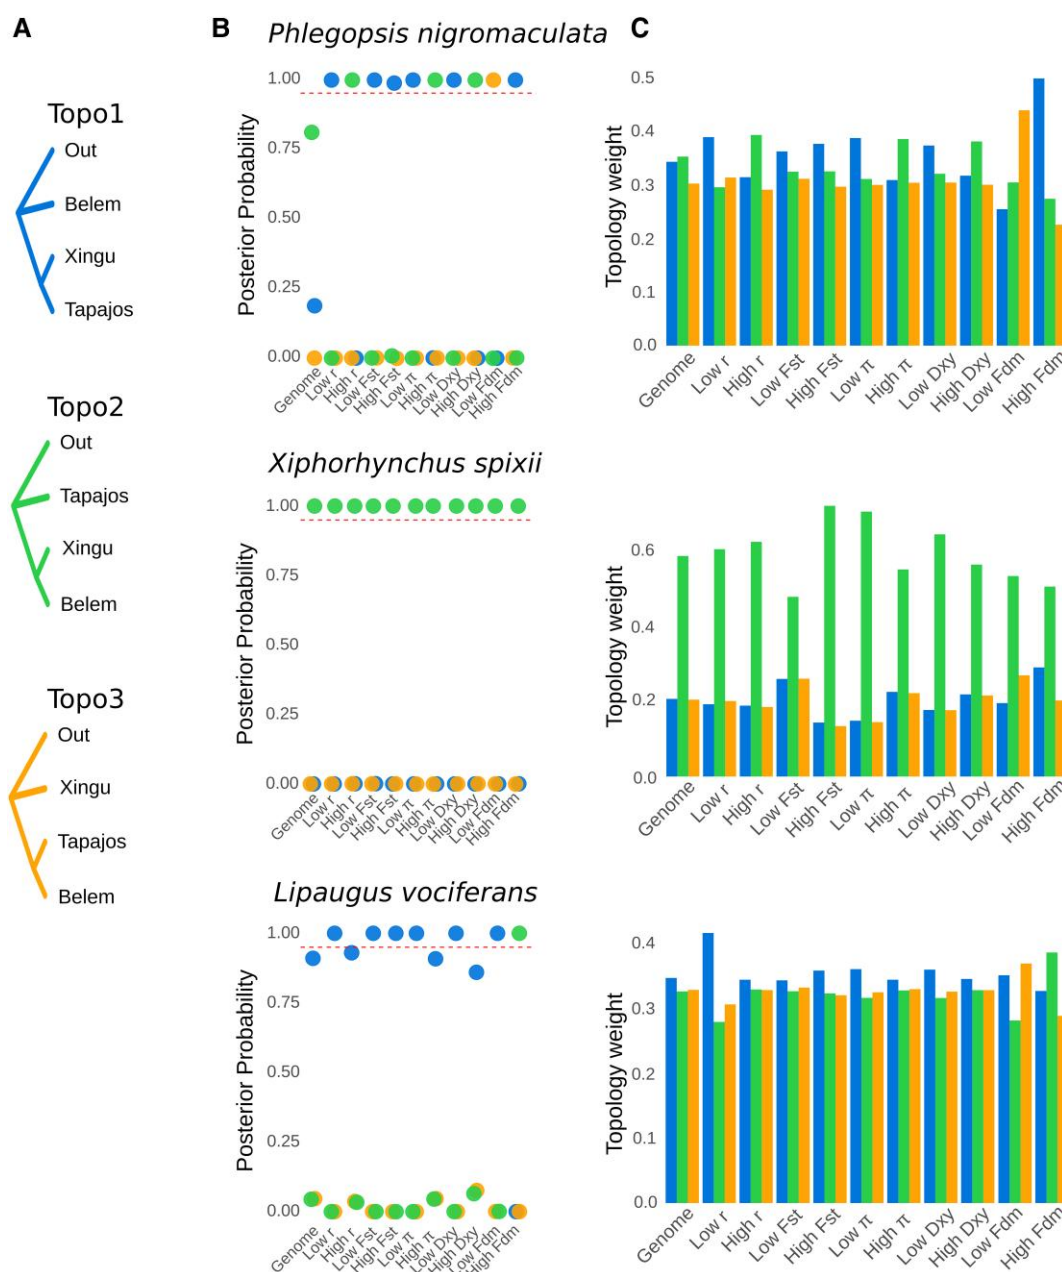 A
B
Phlegopsis nigromaculata
C
Topo1
Out
Belem
Xingu
Tapajos
Topo2
Out
Tapajos
Xingu
Belem
Topo3
Out
Xingu
Tapajos
Belem
Posterior Probability
1.00
0.75
0.50
0.25
0.00
Genome
Low r
High r
Low Fst
High Fst
Low π
High π
Low Dxy
High Dxy
Low Fdm
High Fdm
Topology weight
0.5
0.4
0.3
0.2
0.1
0.0
Genome
Low r
High r
Low Fst
High Fst
Low π
High π
Low Dxy
High Dxy
Low Fdm
High Fdm
Xiphorhynchus spixii
Posterior Probability
1.00
0.75
0.50
0.25
0.00
Genome
Low r
High r
Low Fst
High Fst
Low π
High π
Low Dxy
High Dxy
Low Fdm
High Fdm
Topology weight
0.6
0.4
0.2
0.0
Genome
Low r
High r
Low Fst
High Fst
Low π
High π
Low Dxy
High Dxy
Low Fdm
High Fdm
Lipaugus vociferans
Posterior Probability
1.00
0.75
0.50
0.25
0.00
Genome
Low r
High r
Low Fst
High Fst
Low π
High π
Low Dxy
High Dxy
Low Fdm
High Fdm
Topology weight
0.4
0.3
0.2
0.1
0.0
Genome
Low r
High r
Low Fst
High Fst
Low π
High π
Low Dxy
High Dxy
Low Fdm
High Fdm